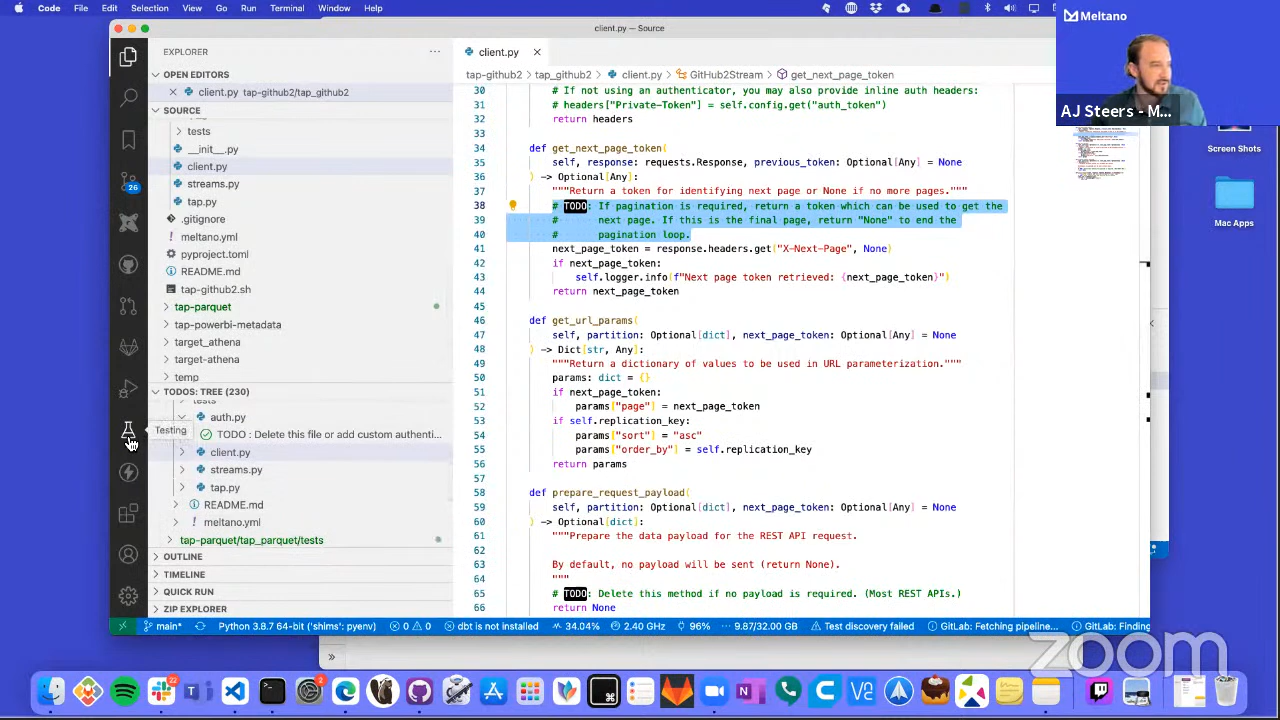 Code File Edit Selection View Go Run Terminal Window Help
Meltano
client.py — Source
EXPLORER
client.py
OPEN EDITORS
tap-github2 > tap_github2 > client.py > GitHub2Stream > get_next_page_token
client.py tap-github2/tap_github2
SOURCE
AJ Steers - M...
tests
__init__.py
client.py
streams.py
tap.py
.gitignore
meltano.yml
pyproject.toml
README.md
tap-github2.sh
tap-parquet
tap-powerbi-metadata
target_athena
target-athena
temp
TODOS: TREE (230)
tests
auth.py
Testing
TODO : Delete this file or add custom authenti...
client.py
streams.py
tap.py
README.md
meltano.yml
tap-parquet/tap_parquet/tests
OUTLINE
TIMELINE
QUICK RUN
ZIP EXPLORER
26
30 # If not using an authenticator, you may also provide inline auth headers:
31 # headers["Private-Token"] = self.config.get("auth_token")
32 return headers
33
34 def get_next_page_token(
35 self, response: requests.Response, previous_token: Optional[Any] = None
36 ) -> Optional[Any]:
37 """Return a token for identifying next page or None if no more pages."""
38 # TODO: If pagination is required, return a token which can be used to get the
39 # next page. If this is the final page, return "None" to end the
40 # pagination loop.
41 next_page_token = response.headers.get("X-Next-Page", None)
42 if next_page_token:
43 self.logger.info(f"Next page token retrieved: {next_page_token}")
44 return next_page_token
45
46 def get_url_params(
47 self, partition: Optional[dict], next_page_token: Optional[Any] = None
48 ) -> Dict[str, Any]:
49 """Return a dictionary of values to be used in URL parameterization."""
50 params: dict = {}
51 if next_page_token:
52 params["page"] = next_page_token
53 if self.replication_key:
54 params["sort"] = "asc"
55 params["order_by"] = self.replication_key
56 return params
57
58 def prepare_request_payload(
59 self, partition: Optional[dict], next_page_token: Optional[Any] = None
60 ) -> Optional[dict]:
61 """Prepare the data payload for the REST API request.
62
63 By default, no payload will be sent (return None).
64 """
65 # TODO: Delete this method if no payload is required. (Most REST APIs.)
66 return None
Screen Shots
Mac Apps
main* Python 3.8.7 64-bit ('shims': pyenv) 0 0 dbt is not installed 34.04% 2.40 GHz 96% 9.87/32.00 GB Test discovery failed GitLab: Fetching pipeline... GitLab: Finding
zoom
22
2